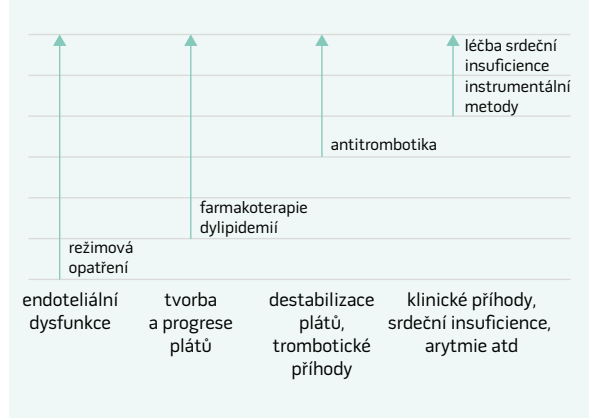 léčba srdeční
insuficience
instrumentální
metody
antitrombotika
farmakoterapie
dylipidemií
režimová
opatření
endoteliální
dysfunkce
tvorba
a progrese
plátů
destabilizace
plátů,
trombotické
příhody
klinické příhody,
srdeční insuficience,
arytmie atd